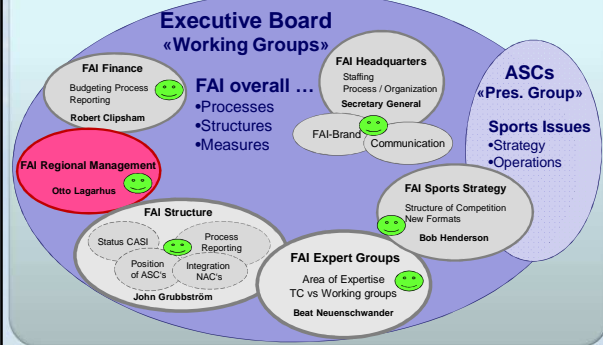 Executive Board
«Working Groups»
FAI Finance
Budgeting Process
Reporting
Robert Clipsham
FAI overall ...
•Processes
•Structures
•Measures
FAI Headquarters
Staffing
Process / Organization
Secretary General
FAI-Brand
Communication
ASCs
«Pres. Group»
Sports Issues
•Strategy
•Operations
FAI Regional Management
Otto Lagarhus
FAI Sports Strategy
Structure of Competition
New Formats
Bob Henderson
FAI Structure
Status CASI
Process
Reporting
Position
of ASC's
Integration
NAC's
John Grubbström
FAI Expert Groups
Area of Expertise
TC vs Working groups
Beat Neuenschwander